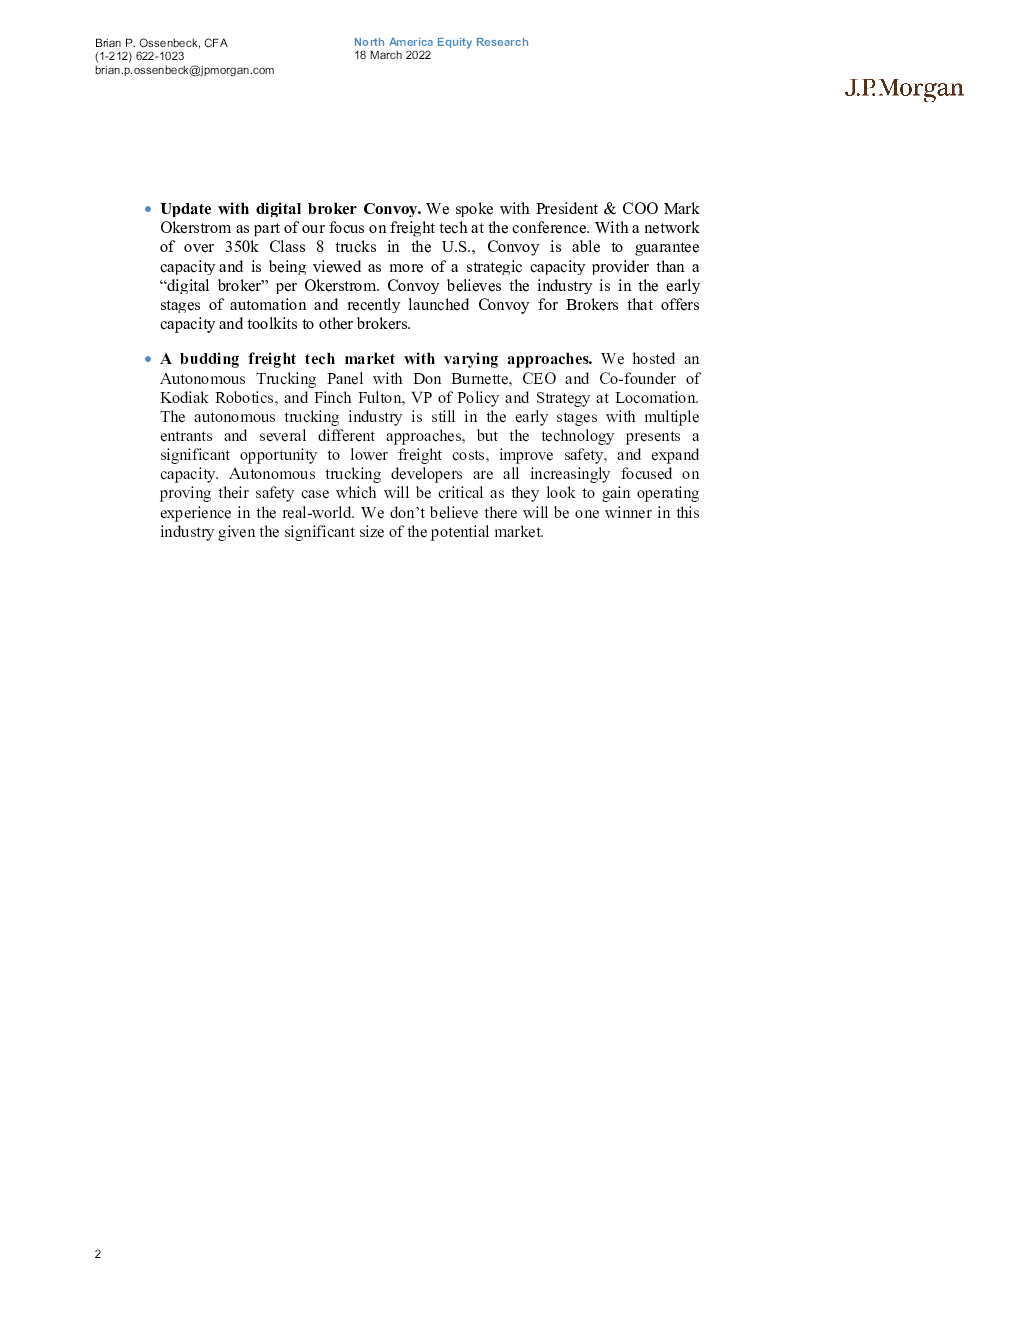 Brian P. Ossenbeck, CFA
(1-212) 622-1023
brian.p.ossenbeck@jpmorgan.com
North America Equity Research
18 March 2022
J.P.Morgan
• Update with digital broker Convoy. We spoke with President & COO Mark
Okerstrom as part of our focus on freight tech at the conference. With a network
of over 350k Class 8 trucks in the U.S., Convoy is able to guarantee
capacity and is being viewed as more of a strategic capacity provider than a
“digital broker” per Okerstrom. Convoy believes the industry is in the early
stages of automation and recently launched Convoy for Brokers that offers
capacity and toolkits to other brokers.
• A budding freight tech market with varying approaches. We hosted an
Autonomous Trucking Panel with Don Burnette, CEO and Co-founder of
Kodiak Robotics, and Finch Fulton, VP of Policy and Strategy at Locomation.
The autonomous trucking industry is still in the early stages with multiple
entrants and several different approaches, but the technology presents a
significant opportunity to lower freight costs, improve safety, and expand
capacity. Autonomous trucking developers are all increasingly focused on
proving their safety case which will be critical as they look to gain operating
experience in the real-world. We don’t believe there will be one winner in this
industry given the significant size of the potential market.
2